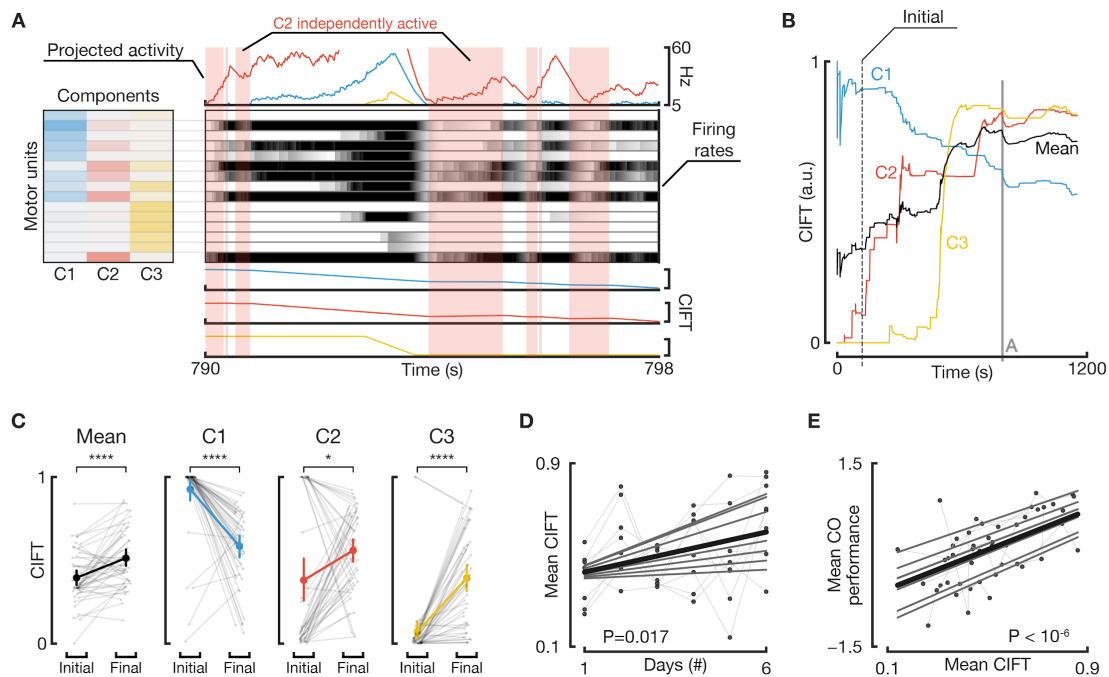 A
C2 independently active
Projected activity
60
Hz
5
Components
Motor units
Firing rates
C1 C2 C3
CIFT
790 Time (s) 798
B
Initial
1
C1
C2
Mean
C3
CIFT (a.u.)
0
A
0 Time (s) 1200
C
Mean C1 C2 C3
**** **** * ****
1
CIFT
0
Initial Final Initial Final Initial Final Initial Final
D
0.9
Mean CIFT
0.1
P=0.017
1 Days (#) 6
E
1.5
Mean CO
performance
-1.5
P < 10⁻⁶
0.1 Mean CIFT 0.9